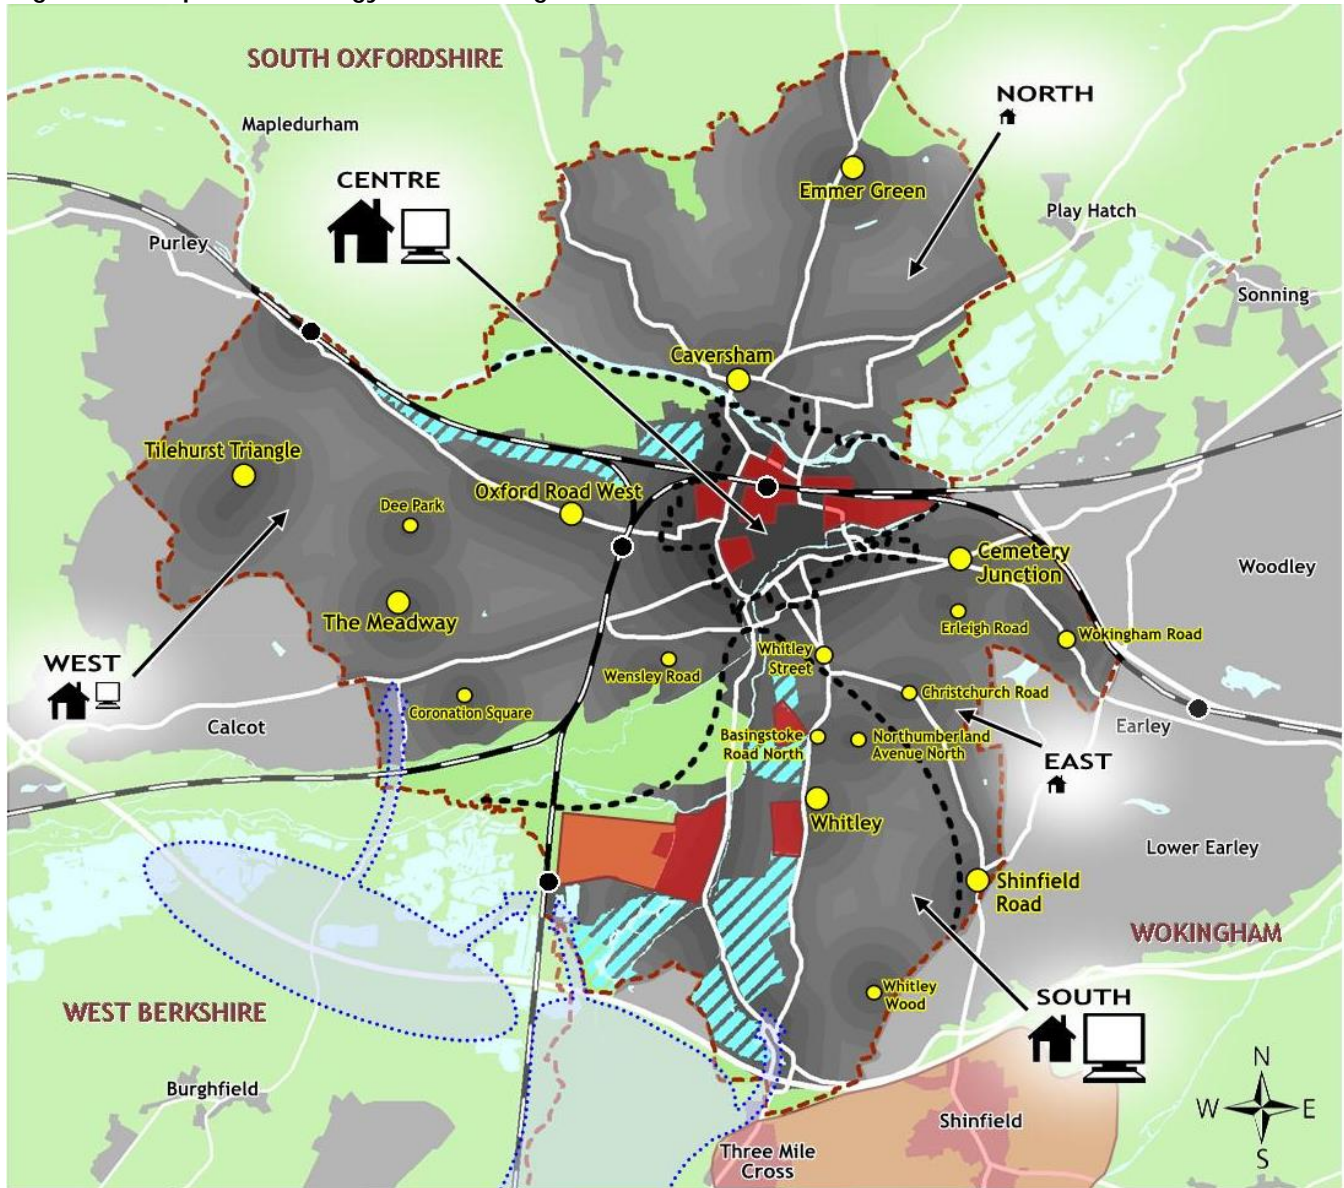 SOUTH OXFORDSHIRE
NORTH
Mapledurham
CENTRE
Emmer Green
Play Hatch
Purley
Sonning
Caversham
Tilehurst Triangle
Oxford Road West
Dee Park
Cemetery
Junction
Woodley
The Meadway
Erleigh Road
Wokingham Road
WEST
Whitley
Street
Wensley Road
Christchurch Road
Coronation Square
Calcot
Earley
Basingstoke
Road North
Northumberland
Avenue North
EAST
Whitley
Lower Earley
Shinfield
Road
WOKINGHAM
Whitley
Wood
SOUTH
WEST BERKSHIRE
Burghfield
Shinfield
Three Mile
Cross
N
W
E
S